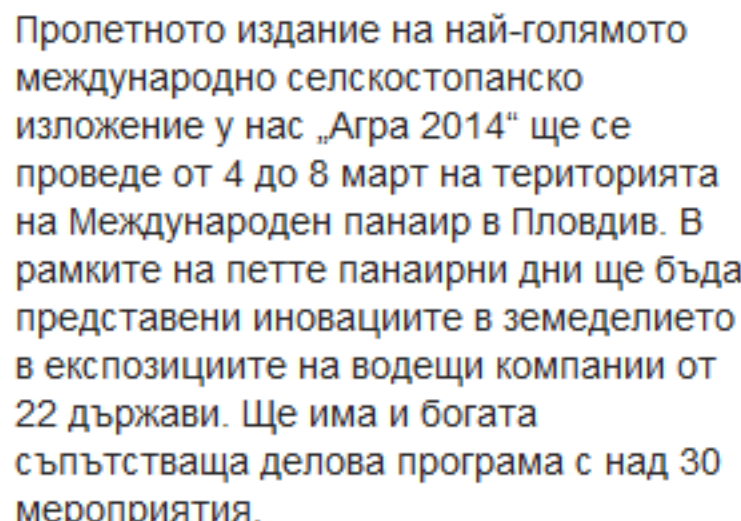 Пролетното издание на най-голямото
международно селскостопанско
изложение у нас „Агра 2014“ ще се
проведе от 4 до 8 март на територията
на Международен панаир в Пловдив. В
рамките на петте панаирни дни ще бъда
представени иновациите в земеделието
в експозициите на водещи компании от
22 държави. Ще има и богата
съпътстваща делова програма с над 30
мероприятия.